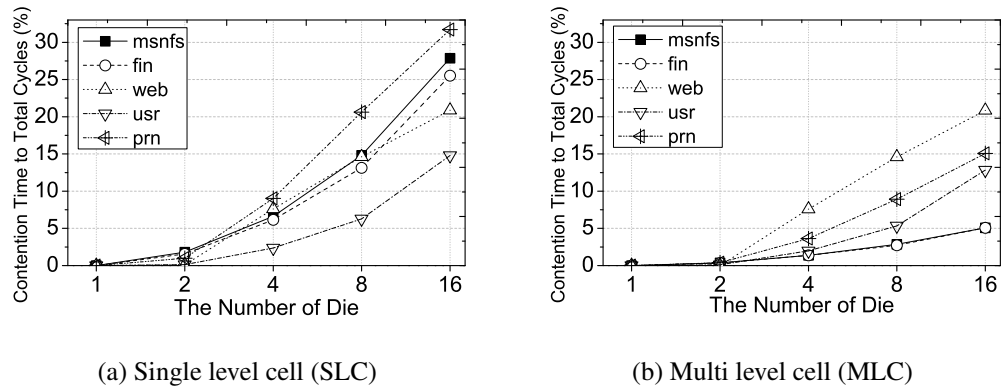 Contention Time to Total Cycles (%)
30
25
20
15
10
5
0
msnfs
fin
web
usr
prn
1 2 4 8 16
The Number of Die
(a) Single level cell (SLC)
Contention Time to Total Cycles (%)
30
25
20
15
10
5
0
msnfs
fin
web
usr
prn
1 2 4 8 16
The Number of Die
(b) Multi level cell (MLC)